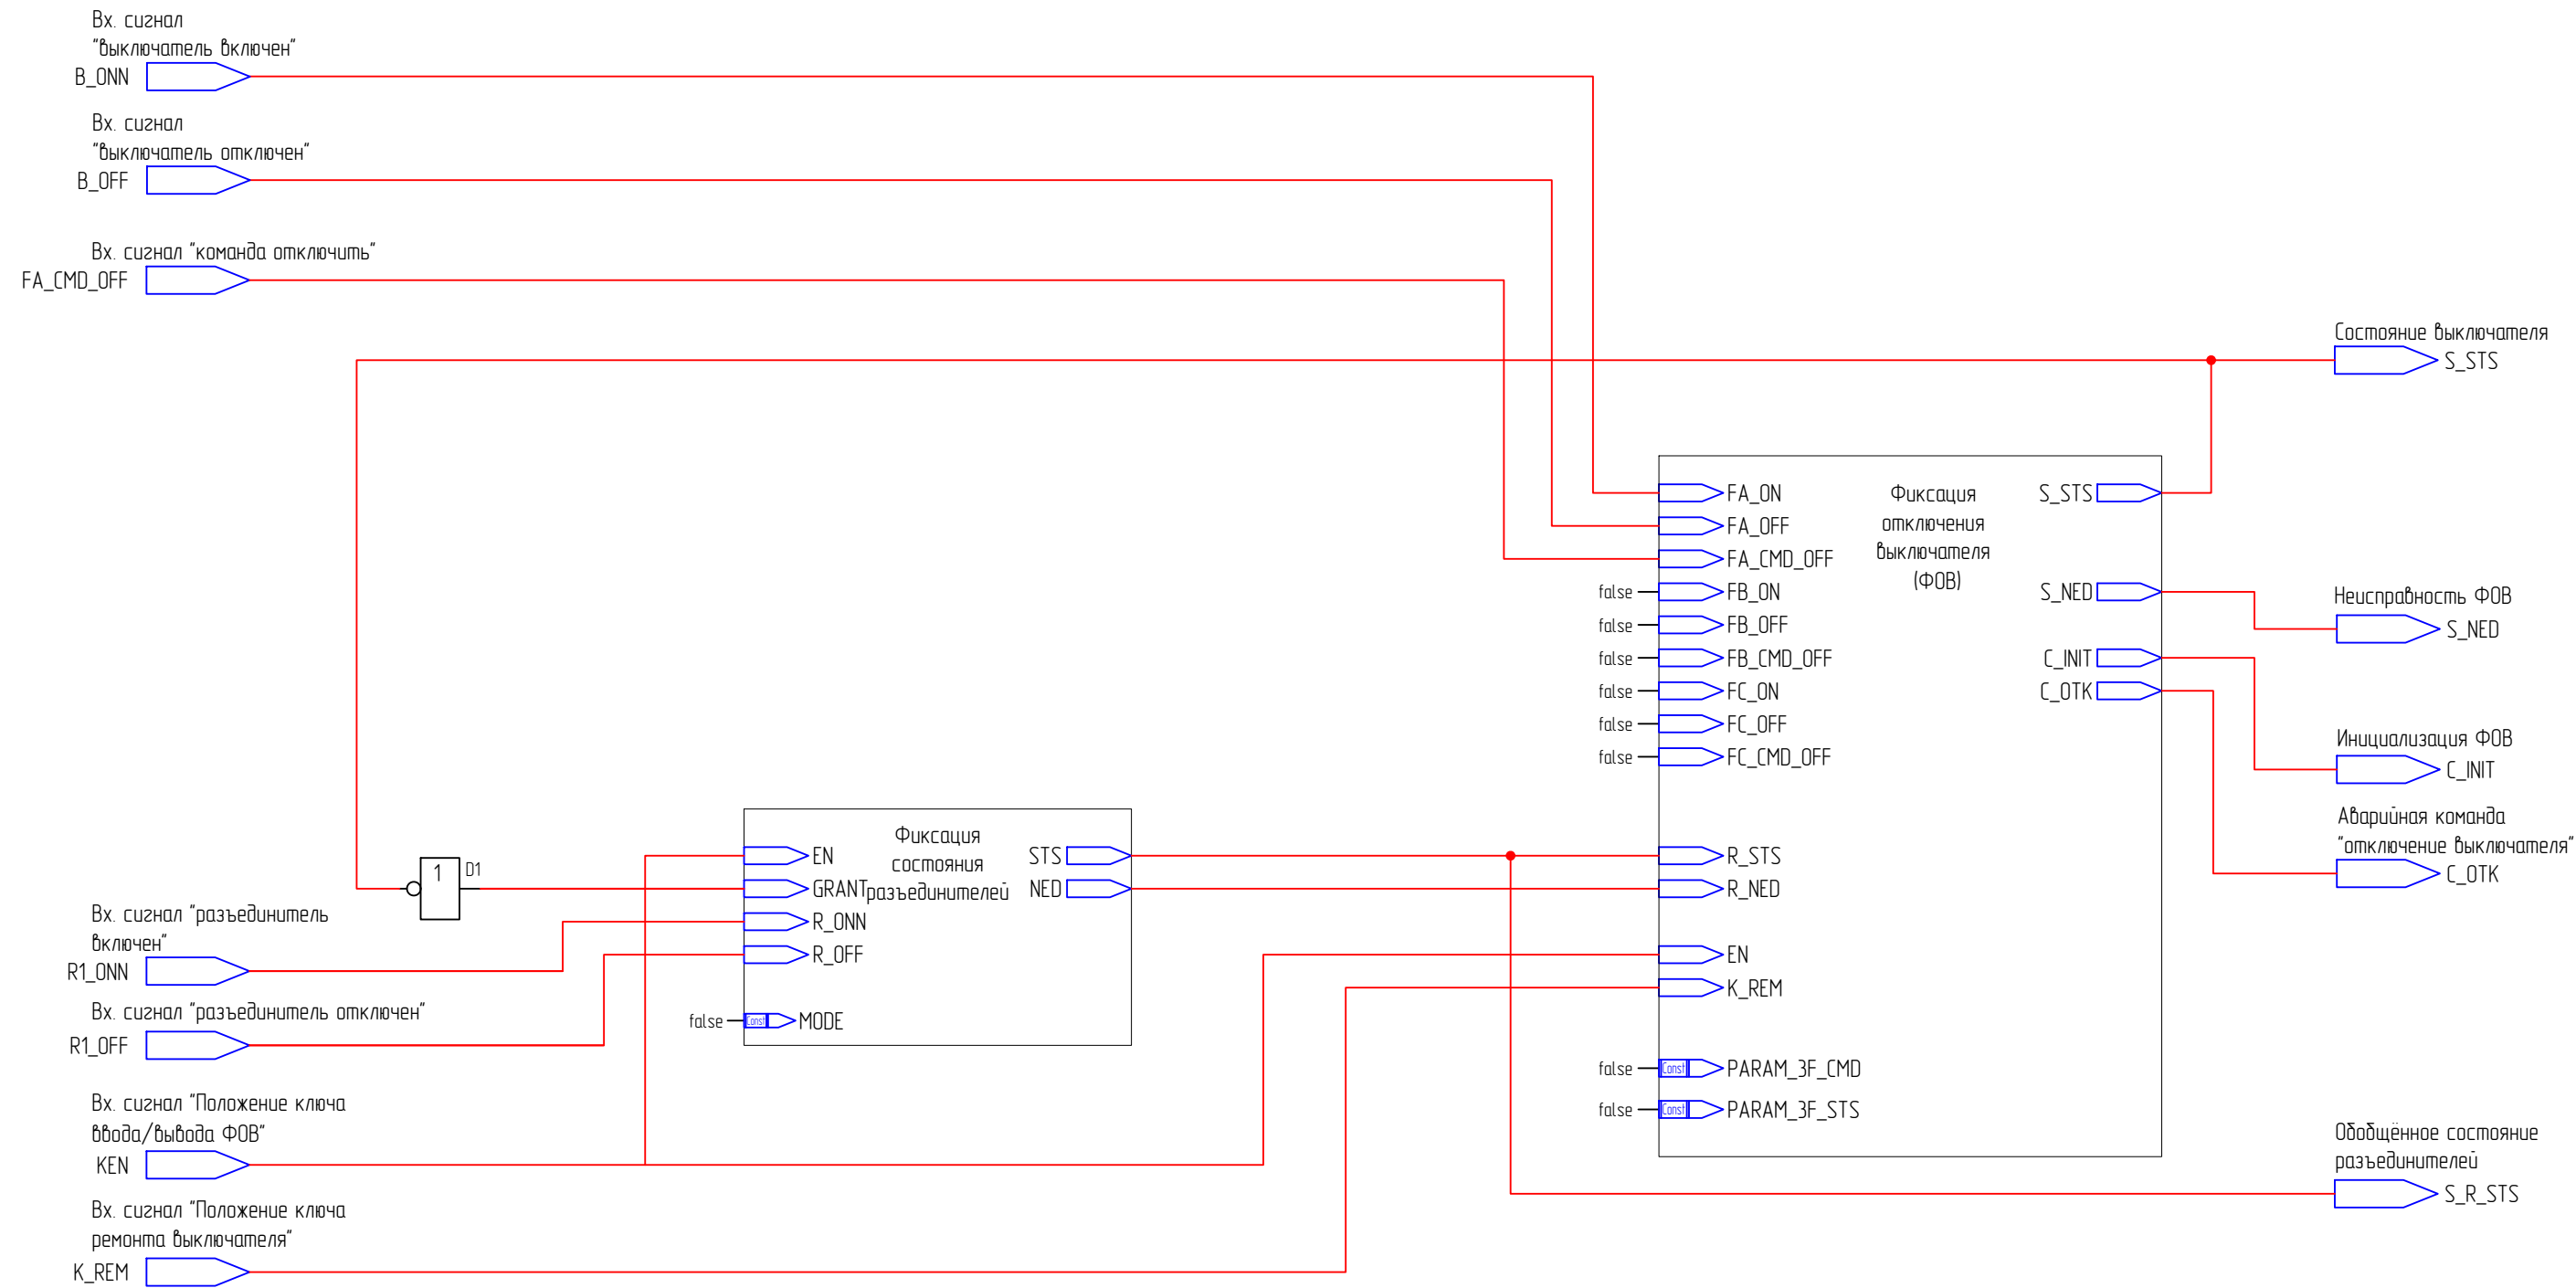 Вх. сигнал
"выключатель включен"
B_ONN
Вх. сигнал
"выключатель отключен"
B_OFF
Вх. сигнал "команда отключить"
FA_CMD_OFF
Состояние выключателя
S_STS
FA_ON
FA_OFF
FA_CMD_OFF
false FB_ON
false FB_OFF
false FB_CMD_OFF
false FC_ON
false FC_OFF
false FC_CMD_OFF
R_STS
R_NED
EN
K_REM
false Const PARAM_3F_CMD
false Const PARAM_3F_STS
Фиксация
отключения
выключателя
(ФОВ)
S_STS
S_NED
C_INIT
C_OTK
Неисправность ФОВ
S_NED
Инициализация ФОВ
C_INIT
Аварийная команда
"отключение выключателя"
C_OTK
1 D1
EN
GRANT
R_ONN
R_OFF
false Const MODE
Фиксация
состояния
разъединителей
STS
NED
Вх. сигнал "разъединитель
включен"
R1_ONN
Вх. сигнал "разъединитель отключен"
R1_OFF
Вх. сигнал "Положение ключа
ввода/вывода ФОВ"
KEN
Вх. сигнал "Положение ключа
ремонта выключателя"
K_REM
Обобщённое состояние
разъединителей
S_R_STS